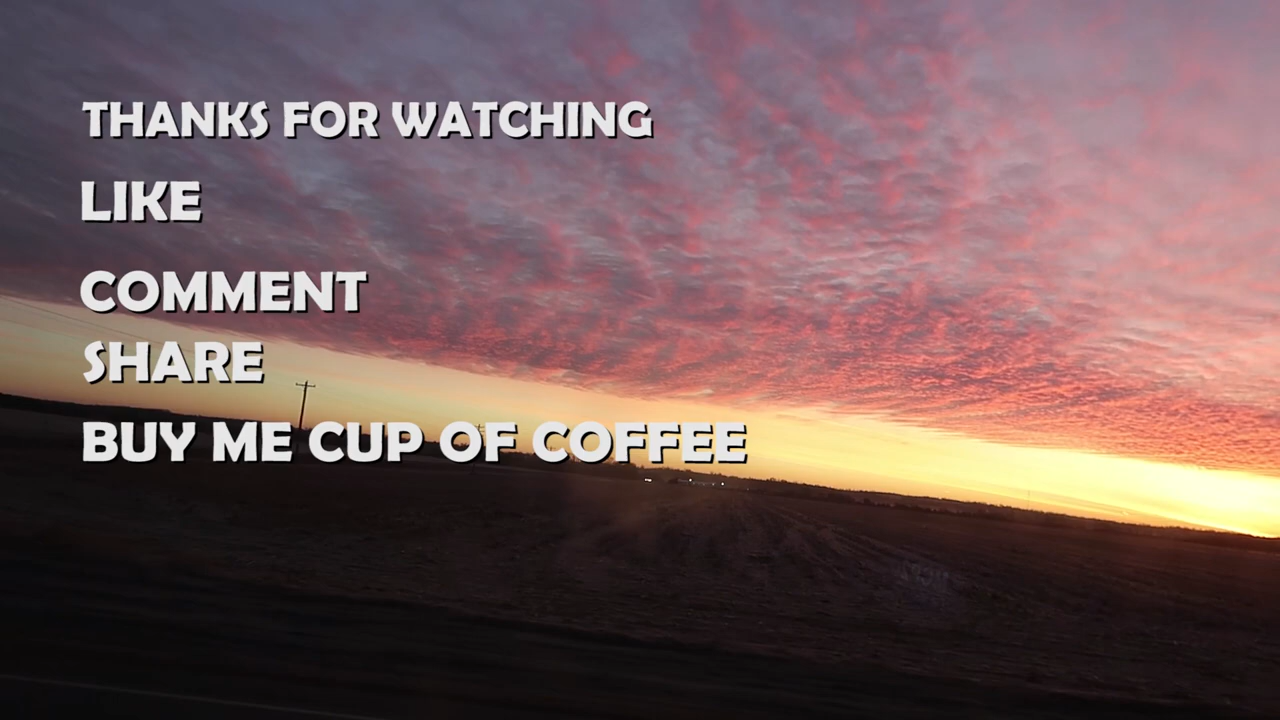 THANKS FOR WATCHING
LIKE
COMMENT
SHARE
BUY ME CUP OF COFFEE